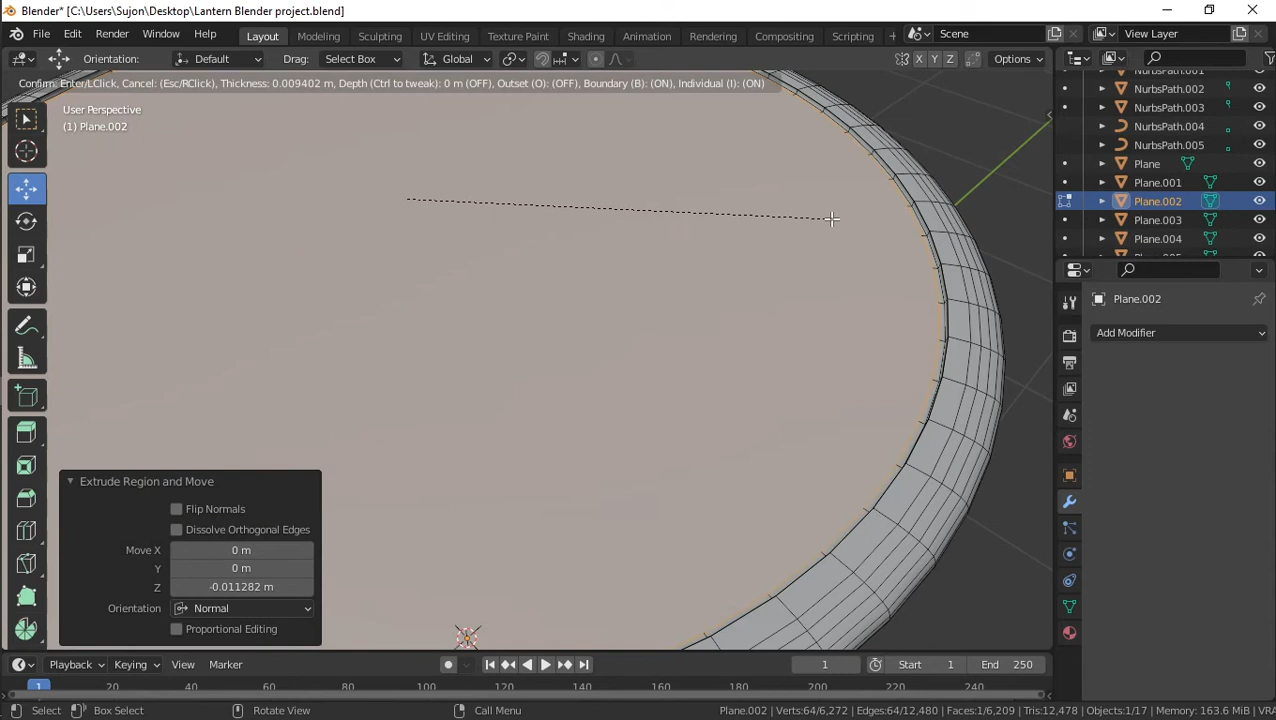 Blender* [C:\Users\Sujon\Desktop\Lantern Blender project.blend]
File Edit Render Window Help Layout Modeling Sculpting UV Editing Texture Paint Shading Animation Rendering Compositing Scripting + Scene View Layer
Orientation: Default Drag: Select Box Global X Y Z Options
Confirm: Enter/LClick, Cancel: (Esc/RClick), Thickness: 0.009402 m, Depth (Ctrl to tweak): 0 m (OFF), Outset (O): (OFF), Boundary (B): (ON), Individual (I): (ON)
User Perspective
(1) Plane.002
NurbsPath.002
NurbsPath.003
NurbsPath.004
NurbsPath.005
Plane
Plane.001
Plane.002
Plane.003
Plane.004
Plane.002
Add Modifier
Extrude Region and Move
Flip Normals
Dissolve Orthogonal Edges
Move X 0 m
Y 0 m
Z -0.011282 m
Orientation Normal
Proportional Editing
Playback Keying View Marker 1 Start 1 End 250
1 20 40 60 80 100 120 140 160 180 200 220 240
Select Box Select Rotate View Call Menu Plane.002 | Verts:64/6,272 | Edges:64/12,480 | Faces:1/6,209 | Tris:12,478 | Objects:1/17 | Memory: 163.6 MiB | VRA